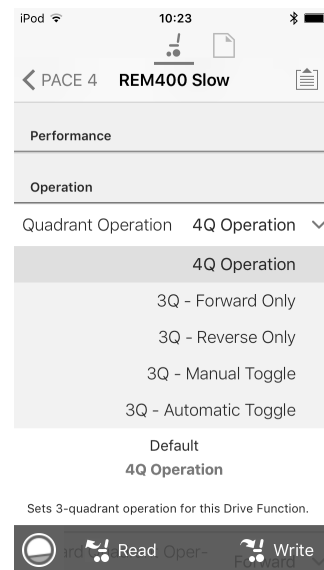 iPod 10:23
PACE 4 REM400 Slow
Performance
Operation
Quadrant Operation 4Q Operation
4Q Operation
3Q - Forward Only
3Q - Reverse Only
3Q - Manual Toggle
3Q - Automatic Toggle
Default
4Q Operation
Sets 3-quadrant operation for this Drive Function.
Read Write
Oper-
Forward